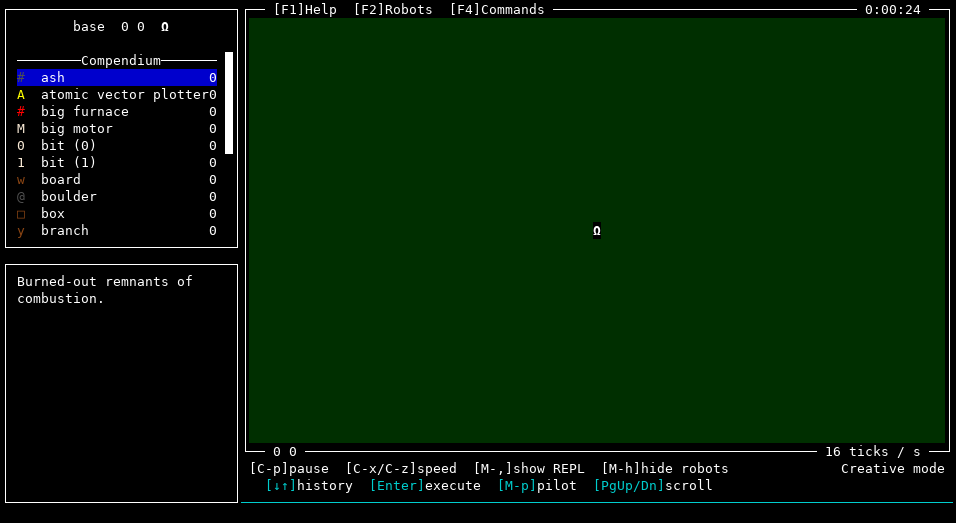 base  0 0  Ω
Compendium
# ash 0
A atomic vector plotter0
# big furnace 0
M big motor 0
0 bit (0) 0
1 bit (1) 0
w board 0
@ boulder 0
□ box 0
y branch 0
Burned-out remnants of
combustion.
[F1]Help  [F2]Robots  [F4]Commands 0:00:24
Ω
0 0 16 ticks / s
[C-p]pause  [C-x/C-z]speed  [M-,]show REPL  [M-h]hide robots Creative mode
[↓↑]history  [Enter]execute  [M-p]pilot  [PgUp/Dn]scroll